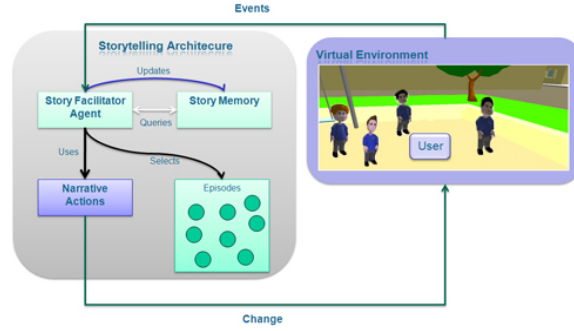 Events
Storytelling Architecure
Virtual Environment
Updates
Story Facilitator
Agent
Story Memory
Queries
User
Uses
Selects
Narrative
Actions
Episodes
Change